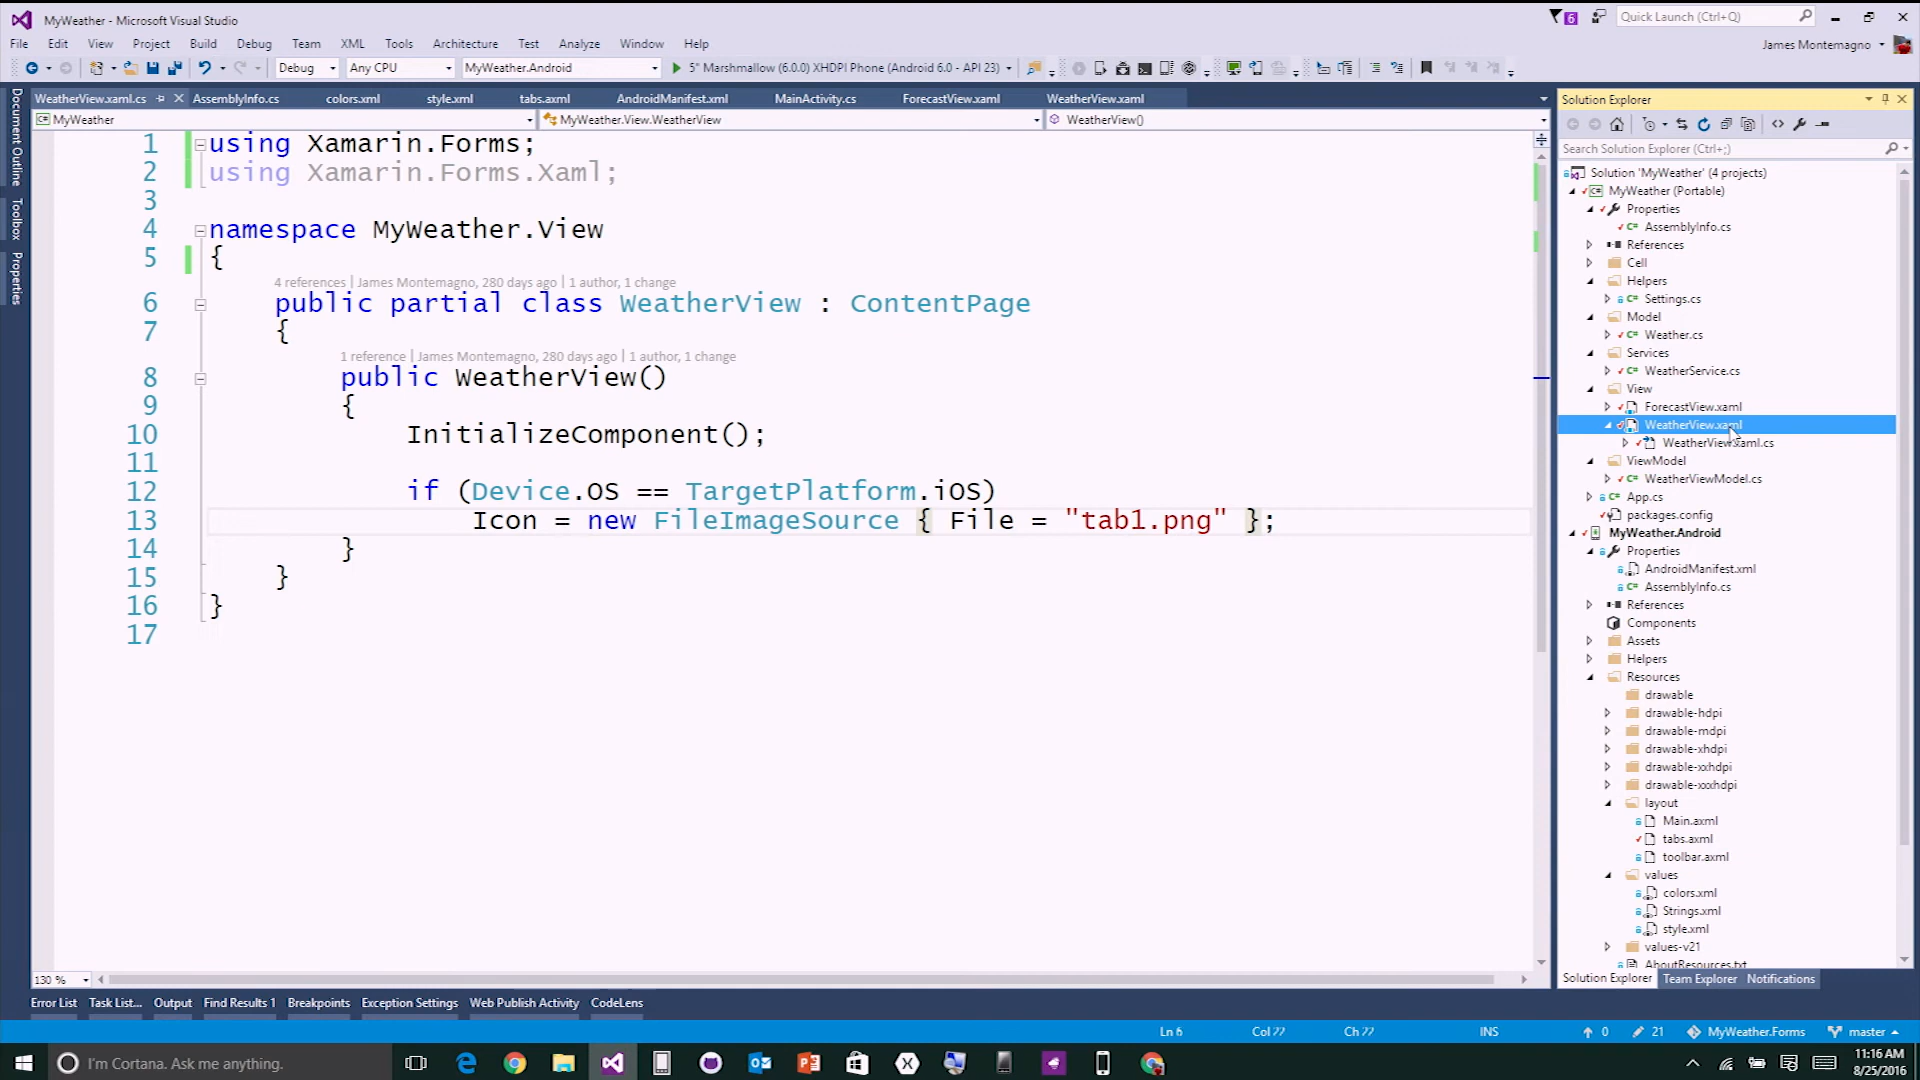 MyWeather - Microsoft Visual Studio
6
Quick Launch (Ctrl+Q)
File Edit View Project Build Debug Team XML Tools Architecture Test Analyze Window Help
James Montemagno
Debug Any CPU MyWeather.Android 5" Marshmallow (6.0.0) XHDPI Phone (Android 6.0 - API 23)
WeatherView.xaml.cs AssemblyInfo.cs colors.xml style.xml tabs.axml AndroidManifest.xml MainActivity.cs ForecastView.xaml WeatherView.xaml
MyWeather MyWeather.View.WeatherView WeatherView()
Document Outline
Toolbox
Properties
1 using Xamarin.Forms;
2 using Xamarin.Forms.Xaml;
3
4 namespace MyWeather.View
5 {
4 references | James Montemagno, 280 days ago | 1 author, 1 change
6 public partial class WeatherView : ContentPage
7 {
1 reference | James Montemagno, 280 days ago | 1 author, 1 change
8 public WeatherView()
9 {
10 InitializeComponent();
11
12 if (Device.OS == TargetPlatform.iOS)
13 Icon = new FileImageSource { File = "tab1.png" };
14 }
15 }
16 }
17
130 %
Solution Explorer
Search Solution Explorer (Ctrl+;)
Solution 'MyWeather' (4 projects)
MyWeather (Portable)
Properties
AssemblyInfo.cs
References
Cell
Helpers
Settings.cs
Model
Weather.cs
Services
WeatherService.cs
View
ForecastView.xaml
WeatherView.xaml
WeatherView.xaml.cs
ViewModel
WeatherViewModel.cs
App.cs
packages.config
MyWeather.Android
Properties
AndroidManifest.xml
AssemblyInfo.cs
References
Components
Assets
Helpers
Resources
drawable
drawable-hdpi
drawable-mdpi
drawable-xhdpi
drawable-xxhdpi
drawable-xxxhdpi
layout
Main.axml
tabs.axml
toolbar.axml
values
colors.xml
Strings.xml
style.xml
values-v21
AboutResources.txt
Solution Explorer Team Explorer Notifications
Error List Task List... Output Find Results 1 Breakpoints Exception Settings Web Publish Activity CodeLens
Ln 6 Col 22 Ch 22 INS 0 21 MyWeather.Forms master
I'm Cortana. Ask me anything.
11:16 AM
8/25/2016